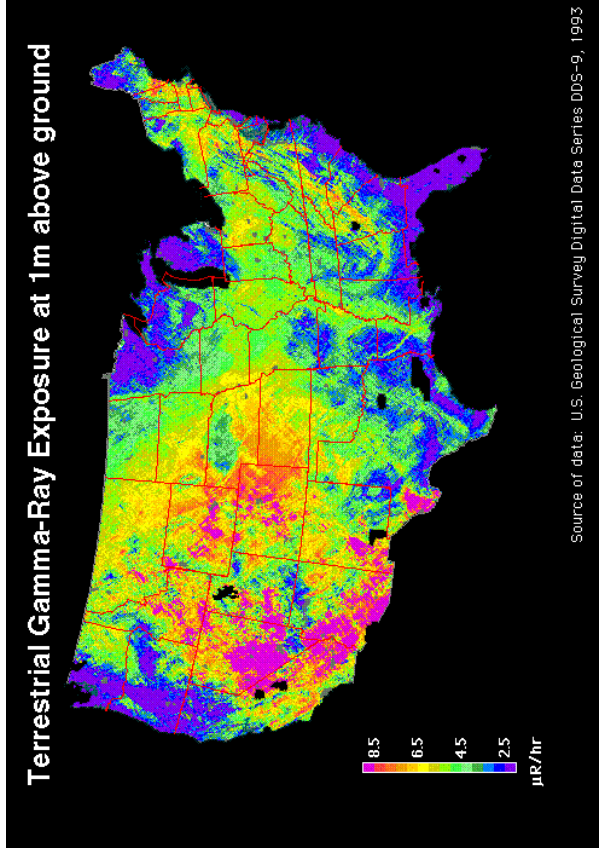 Terrestrial Gamma-Ray Exposure at 1m above ground
8.5
6.5
4.5
2.5
µR/hr
Source of data: U.S. Geological Survey Digital Data Series DDS-9, 1993